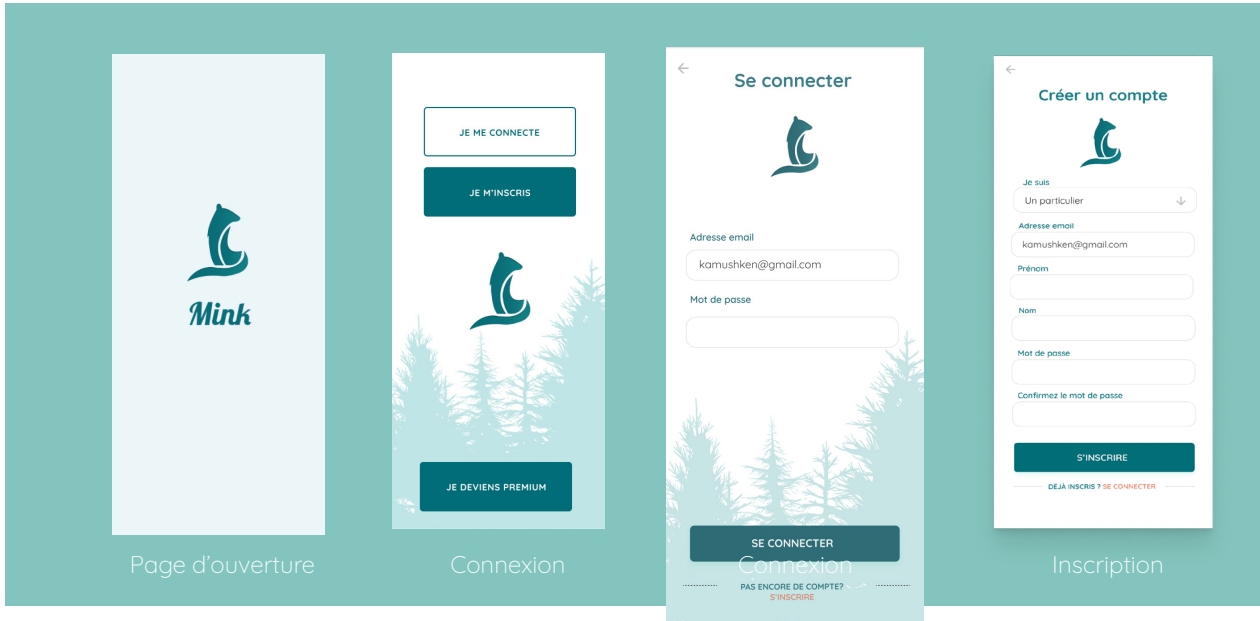 Mink
Page d'ouverture
JE ME CONNECTE
JE M'INSCRIS
JE DEVIENS PREMIUM
Connexion
Se connecter
Adresse email
kamushken@gmail.com
Mot de passe
SE CONNECTER
Connexion
PAS ENCORE DE COMPTE?
S'INSCRIRE
Créer un compte
Je suis
Un particulier
Adresse email
kamushken@gmail.com
Prénom
Nom
Mot de passe
Confirmez le mot de passe
S'INSCRIRE
DÉJÀ INSCRIS ? SE CONNECTER
Inscription